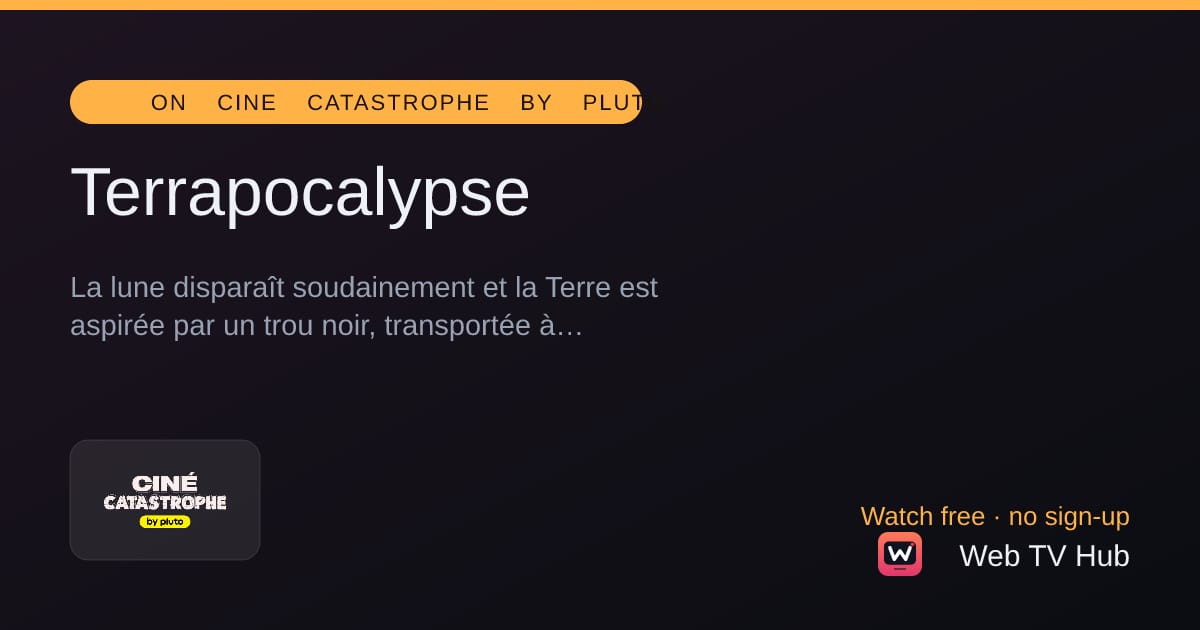 ON CINE CATASTROPHE BY PLUT
Terrapocalypse
La lune disparaît soudainement et la Terre est
aspirée par un trou noir, transportée à…
CINÉ
CATASTROPHE
by pluto
Watch free · no sign-up
W
Web TV Hub